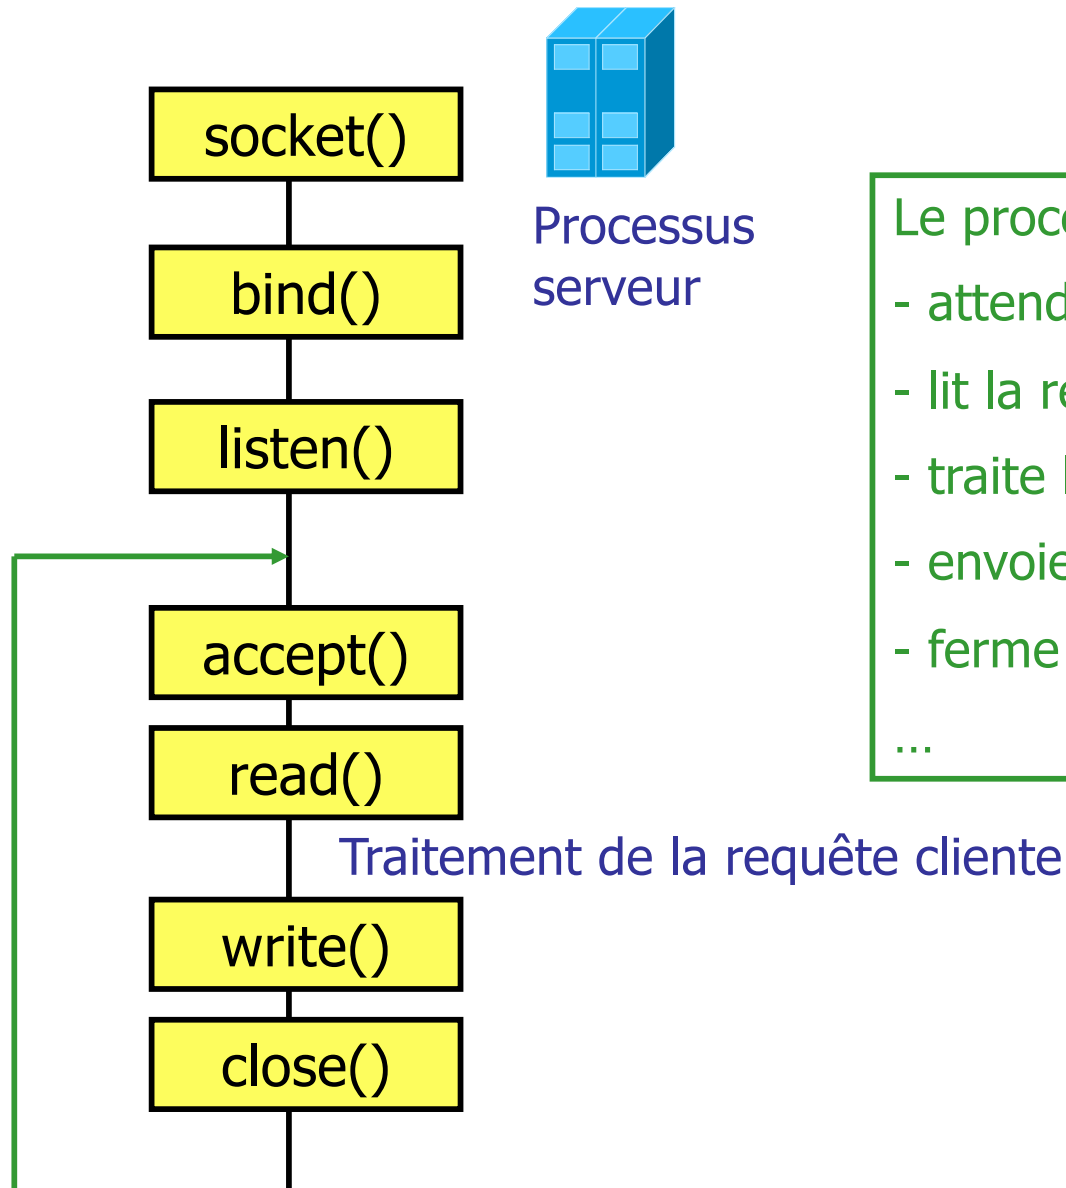 socket()
Processus
serveur
bind()
listen()
accept()
read()
Traitement de la requête cliente
write()
close()
Le
- attend
- lit la
- traite
- envoie
- ferme
...